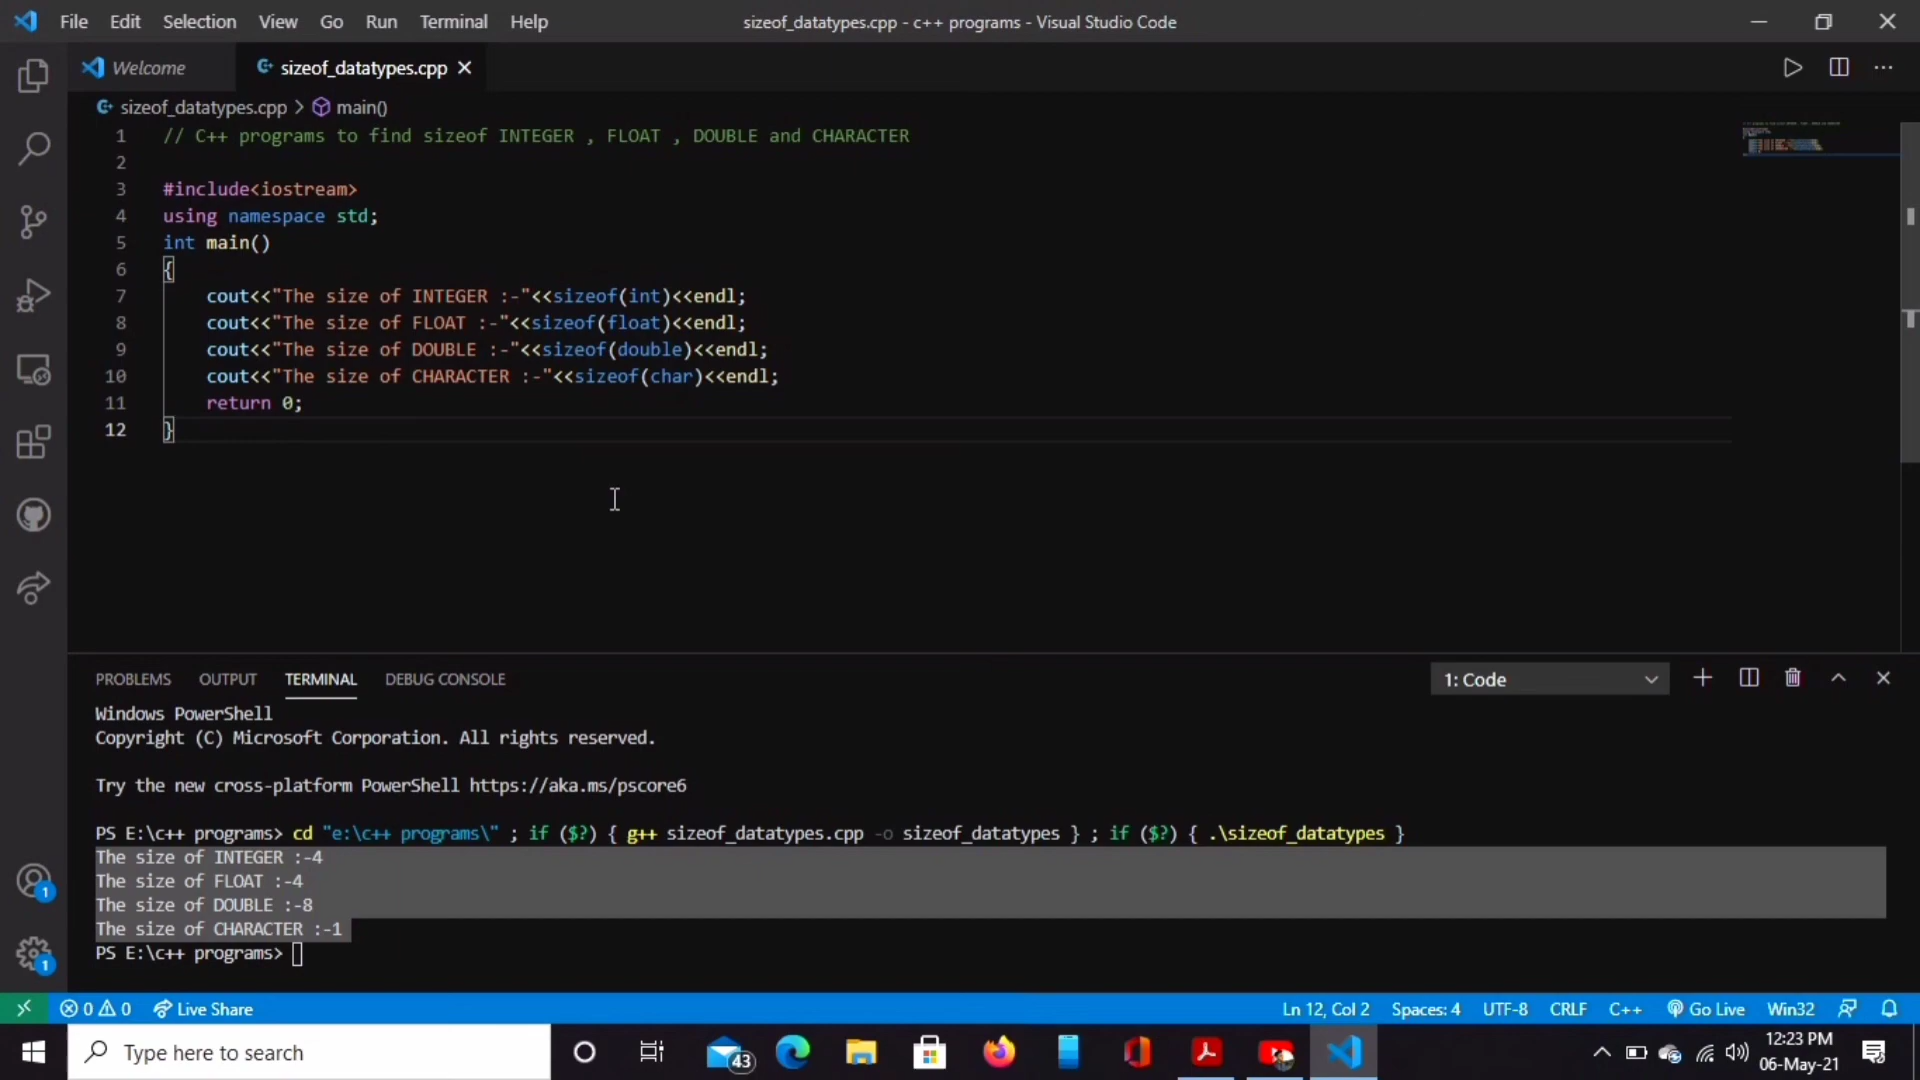 File Edit Selection View Go Run Terminal Help sizeof_datatypes.cpp - c++ programs - Visual Studio Code
Welcome sizeof_datatypes.cpp
sizeof_datatypes.cpp > main()
1 // C++ programs to find sizeof INTEGER , FLOAT , DOUBLE and CHARACTER
2
3 #include<iostream>
4 using namespace std;
5 int main()
6 {
7 cout<<"The size of INTEGER :-"<<sizeof(int)<<endl;
8 cout<<"The size of FLOAT :-"<<sizeof(float)<<endl;
9 cout<<"The size of DOUBLE :-"<<sizeof(double)<<endl;
10 cout<<"The size of CHARACTER :-"<<sizeof(char)<<endl;
11 return 0;
12 }
PROBLEMS OUTPUT TERMINAL DEBUG CONSOLE 1: Code
Windows PowerShell
Copyright (C) Microsoft Corporation. All rights reserved.
Try the new cross-platform PowerShell https://aka.ms/pscore6
PS E:\c++ programs> cd "e:\c++ programs\" ; if ($?) { g++ sizeof_datatypes.cpp -o sizeof_datatypes } ; if ($?) { .\sizeof_datatypes }
The size of INTEGER :-4
The size of FLOAT :-4
The size of DOUBLE :-8
The size of CHARACTER :-1
PS E:\c++ programs>
1
1
0 0 Live Share Ln 12, Col 2 Spaces: 4 UTF-8 CRLF C++ Go Live Win32
Type here to search 43 12:23 PM
06-May-21